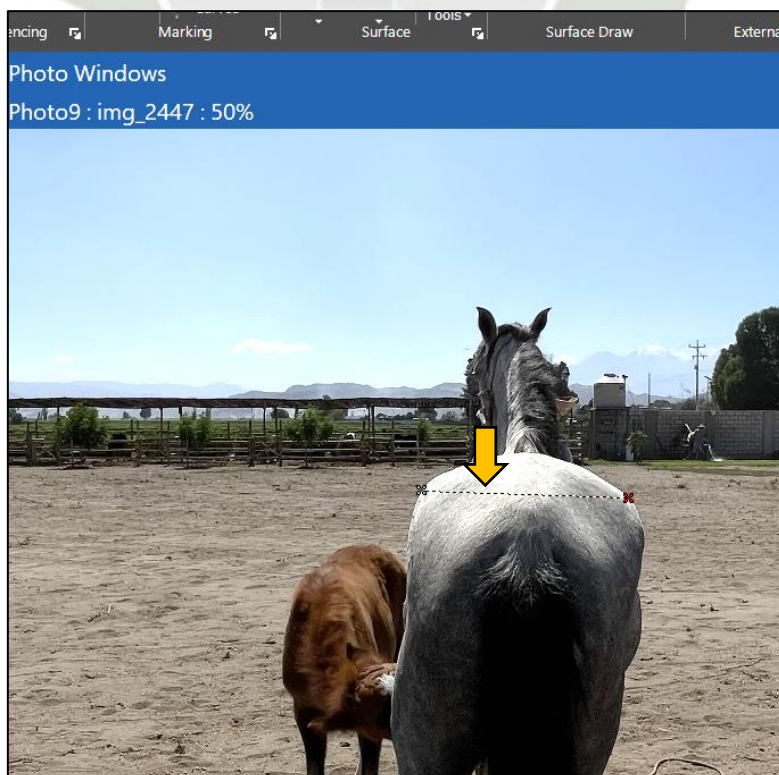 Tools
encing Marking Surface Surface Draw Externa
Photo Windows
Photo9 : img_2447 : 50%